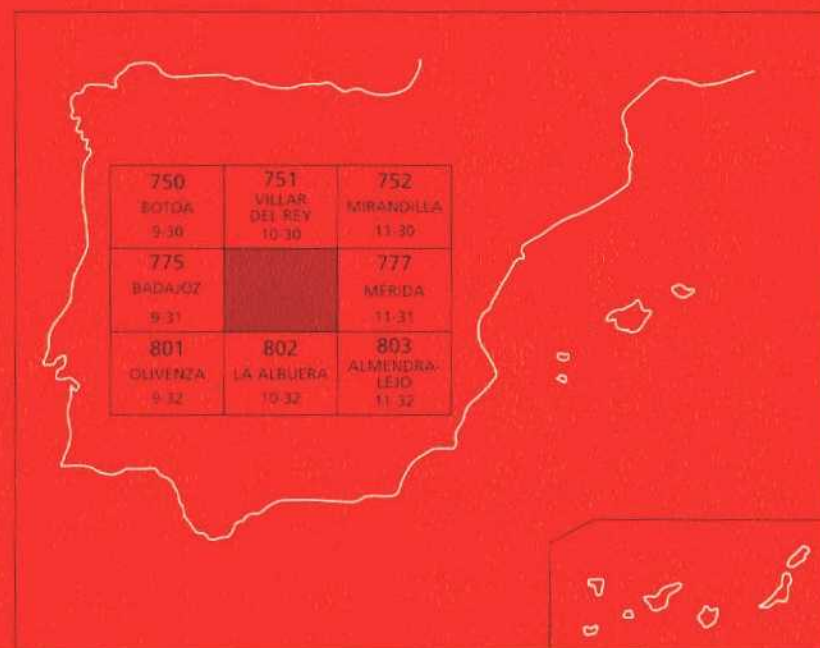 750
BOTOA
9-30
751
VILLAR
DEL REY
10-30
752
MIRANDILLA
11-30
775
BADAJOZ
9-31
777
MERIDA
11-31
801
OLIVENZA
9-32
802
LA ALBUERA
10-32
803
ALMENDRA-
LEJO
11-32